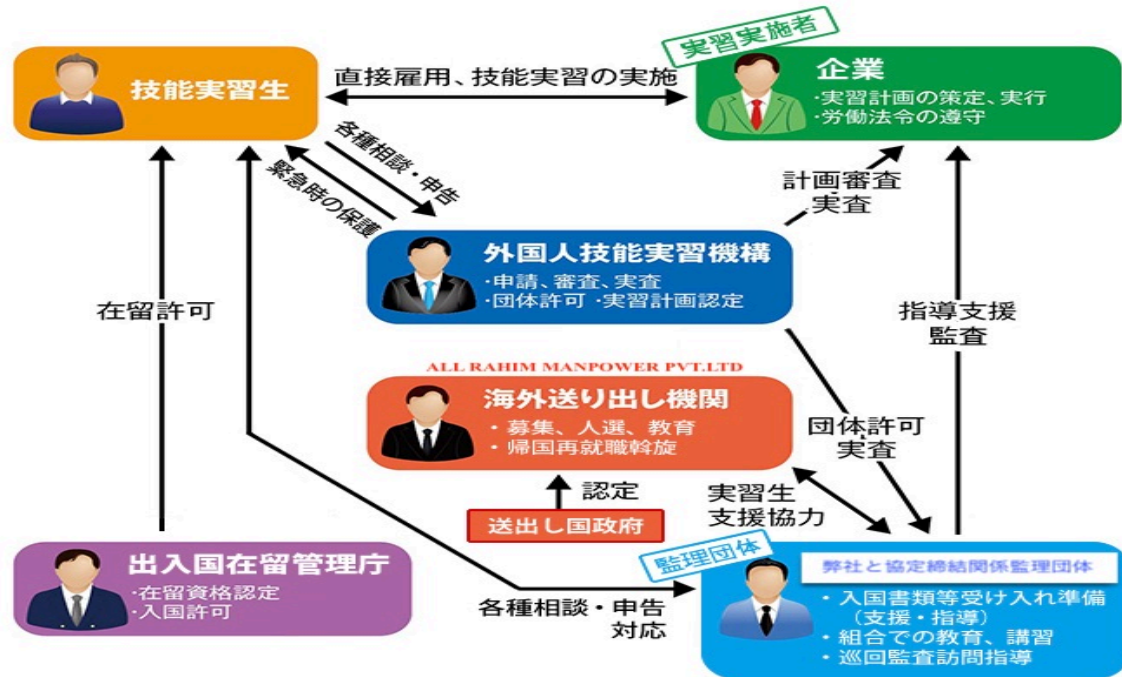 実習実施者
技能実習生
直接雇用、技能実習の実施
企業
・実習計画の策定、実行
・労働法令の遵守
各種相談・申告
緊急時の保護
計画審査
実査
外国人技能実習機構
・申請、審査、実査
・団体許可 ・実習計画認定
在留許可
指導支援
監査
ALL RAHIM MANPOWER PVT.LTD
海外送り出し機関
・募集、人選、教育
・帰国再就職斡旋
団体許可
実査
認定
送出し国政府
実習生
支援協力
監理団体
出入国在留管理庁
・在留資格認定
・入国許可
各種相談・申告
対応
弊社と協定締結関係監理団体
・入国書類等受け入れ準備
（支援・指導）
・組合での教育、講習
・巡回監査訪問指導